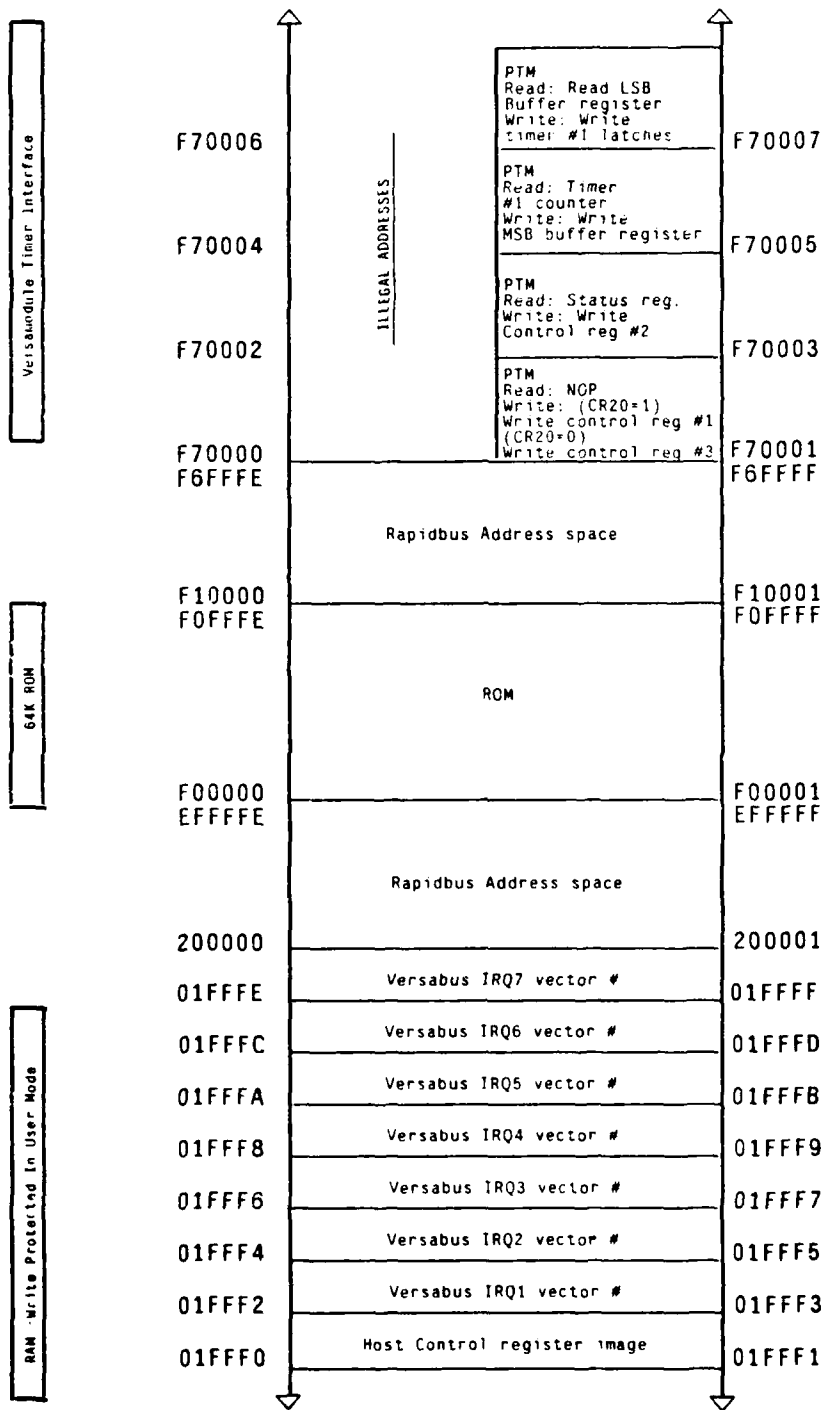 Versamodule Timer Interface
PTM
Read: Read LSB
Buffer register
Write: Write
timer #1 latches
F70006
F70007
ILLEGAL ADDRESSES
PTM
Read: Timer
#1 counter
Write: Write
MSB buffer register
F70004
F70005
PTM
Read: Status reg.
Write: Write
Control reg #2
F70002
F70003
PTM
Read: NOP
Write: (CR20=1)
Write control reg #1
(CR20=0)
Write control reg #3
F70000
F70001
F6FFFE
F6FFFF
Rapidbus Address space
F10000
F10001
F0FFFE
F0FFFF
64K ROM
ROM
F00000
F00001
EFFFFE
EFFFFF
Rapidbus Address space
200000
200001
Versabus IRQ7 vector #
01FFFE
01FFFF
RAM -Write Protected In User Mode
Versabus IRQ6 vector #
01FFFC
01FFFD
Versabus IRQ5 vector #
01FFFA
01FFFB
Versabus IRQ4 vector #
01FFF8
01FFF9
Versabus IRQ3 vector #
01FFF6
01FFF7
Versabus IRQ2 vector #
01FFF4
01FFF5
Versabus IRQ1 vector #
01FFF2
01FFF3
Host Control register image
01FFF0
01FFF1